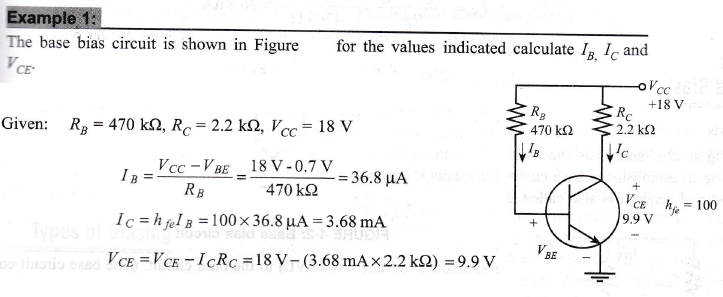 Example 1:
The base bias circuit is shown in Figure for the values indicated calculate I_B, I_C and
V_CE.
Given: R_B = 470 kΩ, R_C = 2.2 kΩ, V_CC = 18 V
I_B = (V_CC − V_BE) / R_B = (18 V - 0.7 V) / 470 kΩ = 36.8 μA
I_C = h_fe I_B = 100 × 36.8 μA = 3.68 mA
V_CE = V_CE − I_C R_C = 18 V − (3.68 mA × 2.2 kΩ) = 9.9 V
V_CC
+18 V
R_B
470 kΩ
I_B
R_C
2.2 kΩ
I_C
+
V_CE
9.9 V
−
h_fe = 100
+
V_BE
−